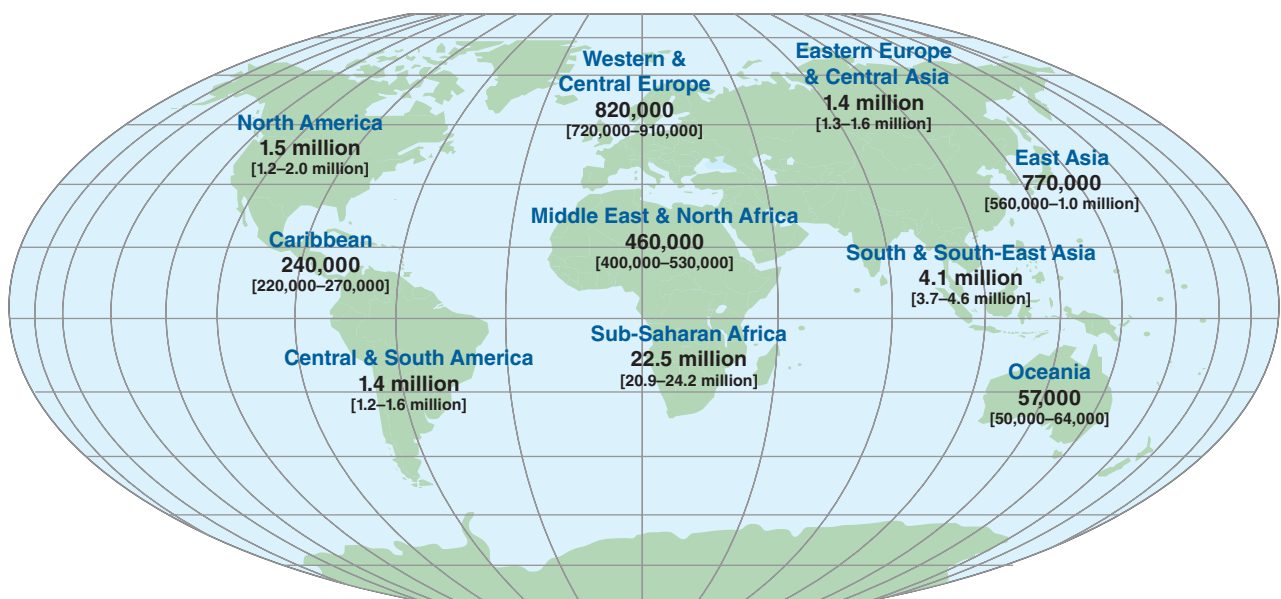 North America
1.5 million
[1.2–2.0 million]
Caribbean
240,000
[220,000–270,000]
Central & South America
1.4 million
[1.2–1.6 million]
Western &
Central Europe
820,000
[720,000–910,000]
Middle East & North Africa
460,000
[400,000–530,000]
Sub-Saharan Africa
22.5 million
[20.9–24.2 million]
Eastern Europe
& Central Asia
1.4 million
[1.3–1.6 million]
East Asia
770,000
[560,000–1.0 million]
South & South-East Asia
4.1 million
[3.7–4.6 million]
Oceania
57,000
[50,000–64,000]